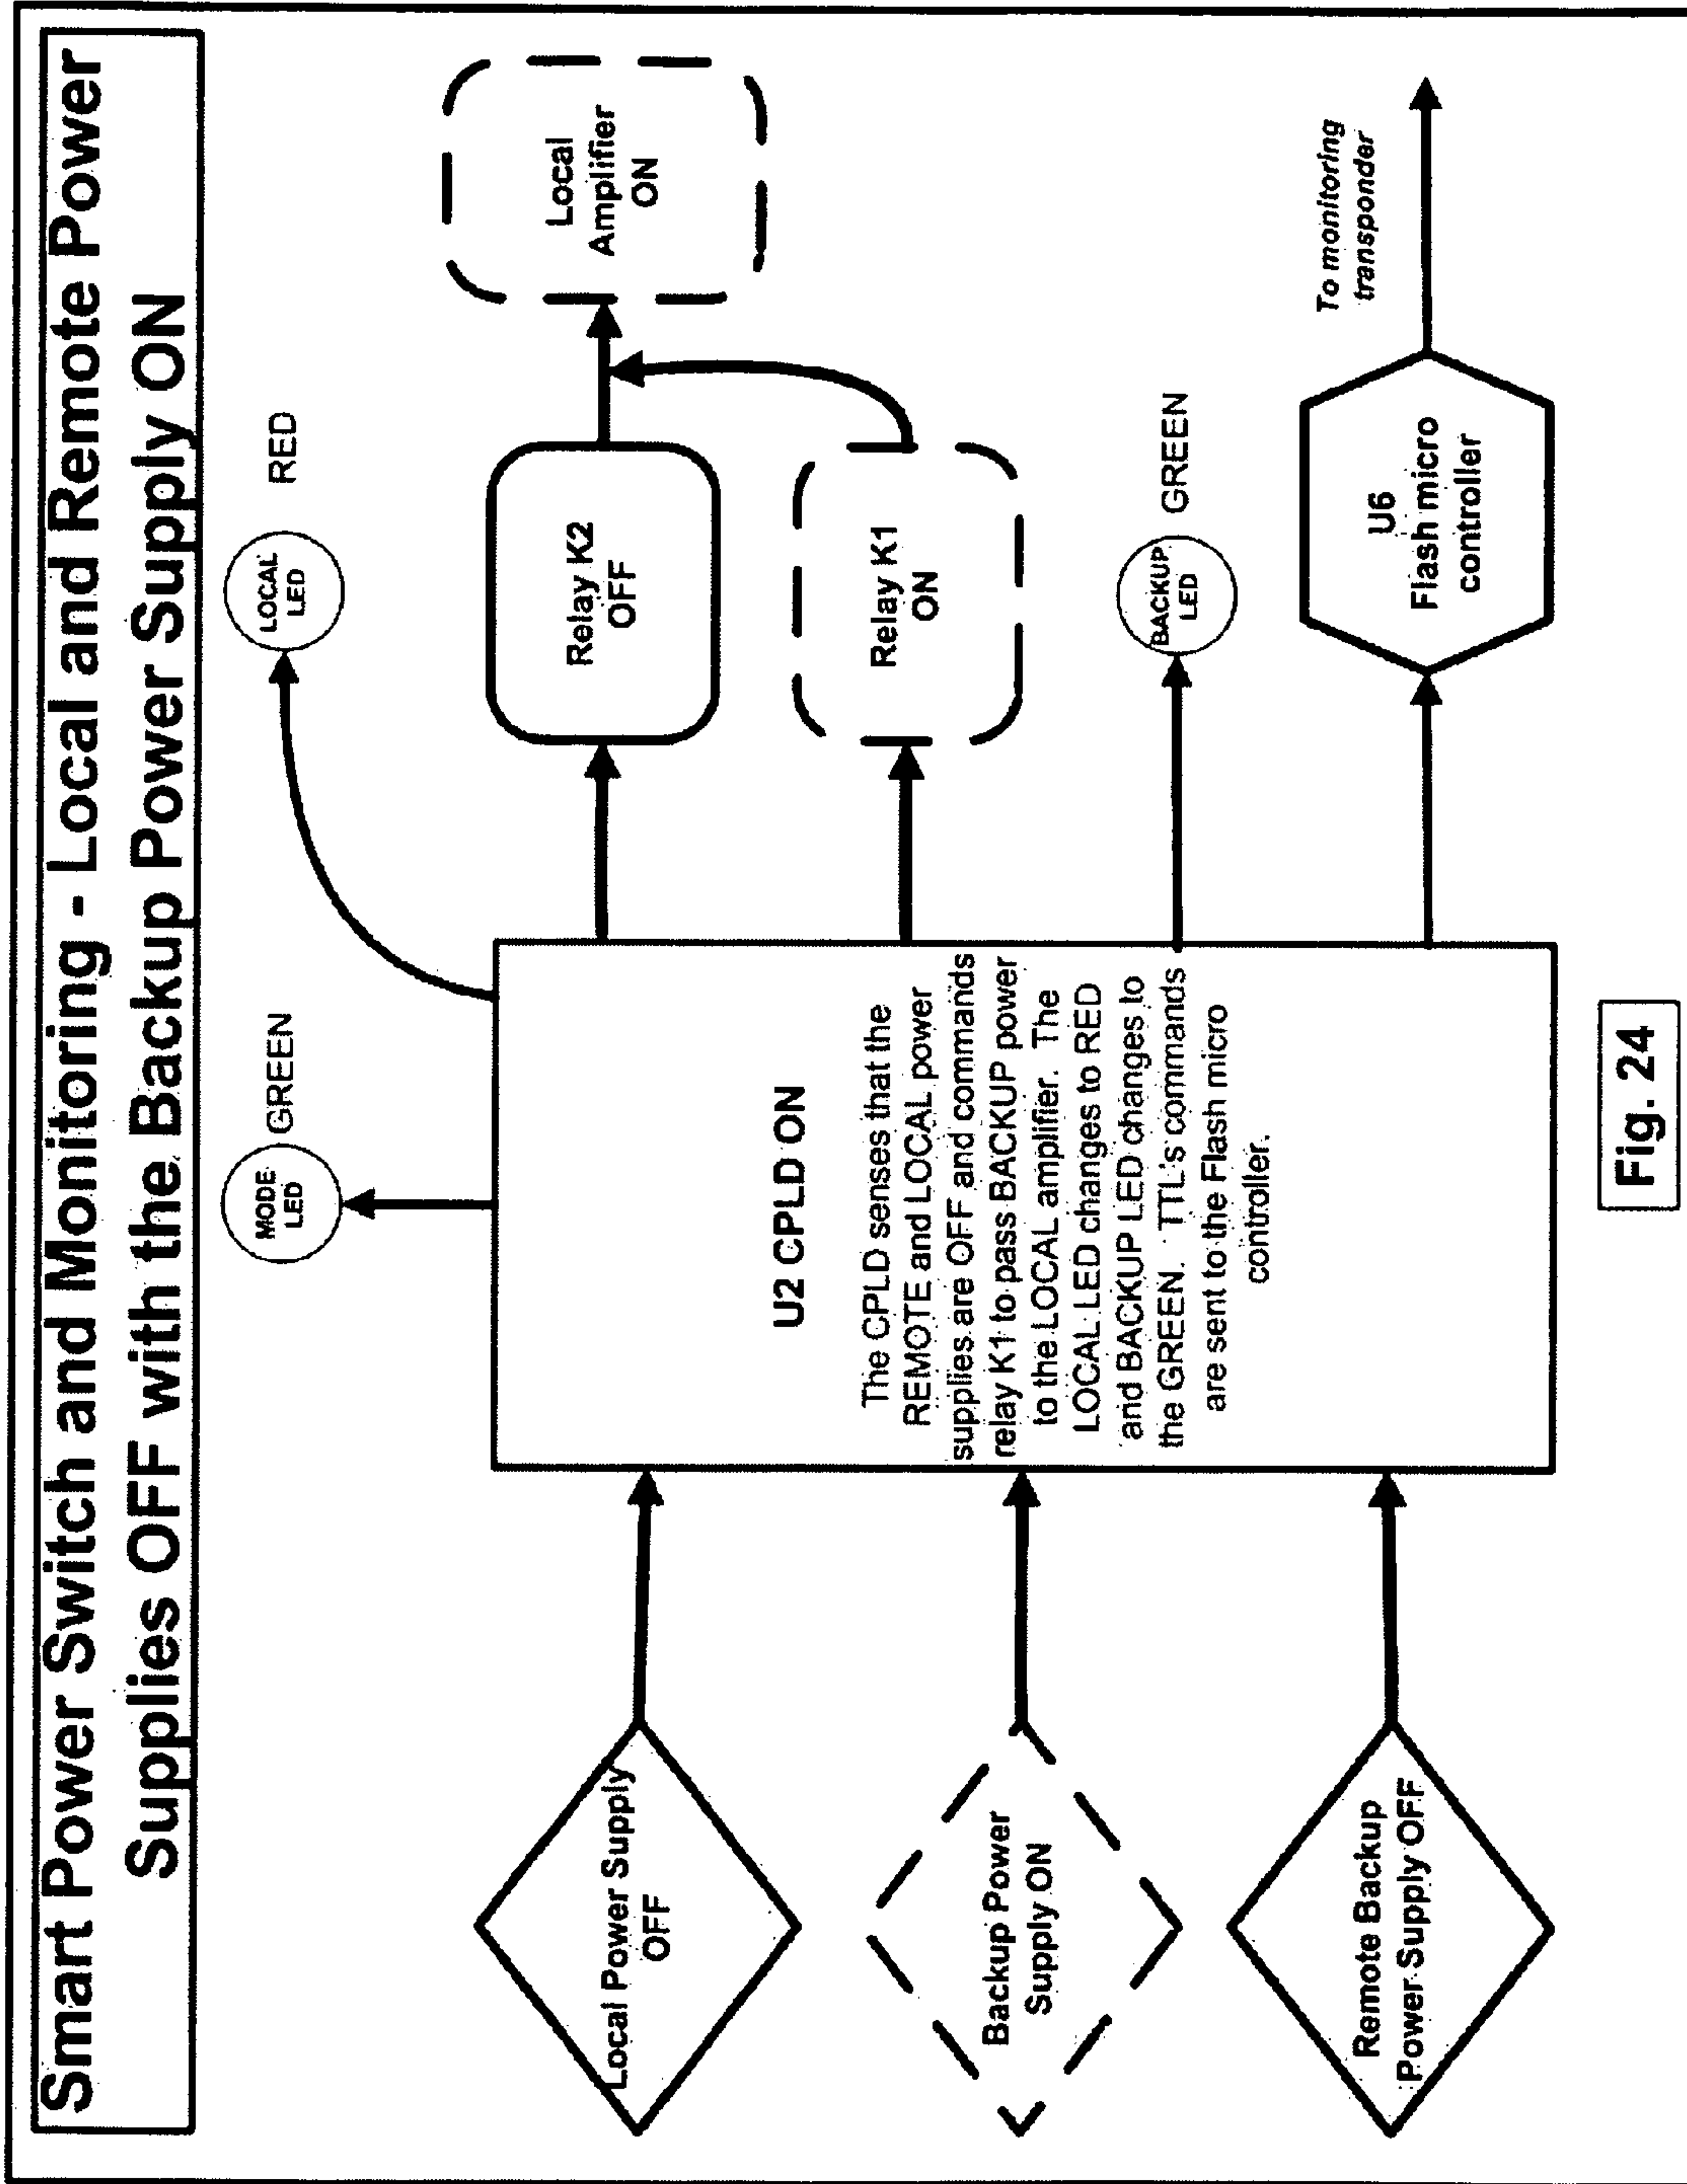 Smart Power Switch and Monitoring - Local and Remote Power
Supplies OFF with the Backup Power Supply ON
MODE
LED
GREEN
LOCAL
LED
RED
Local Power Supply
OFF
Backup Power
Supply ON
Remote Backup
Power Supply OFF
U2 CPLD ON
The CPLD senses that the
REMOTE and LOCAL power
supplies are OFF and commands
relay K1 to pass BACKUP power
to the LOCAL amplifier. The
LOCAL LED changes to RED
and BACKUP LED changes to
the GREEN. TTL's commands
are sent to the Flash micro
controller.
Relay K2
OFF
Relay K1
ON
Local
Amplifier
ON
BACKUP
LED
GREEN
U6
Flash micro
controller
To monitoring
transponder
Fig. 24